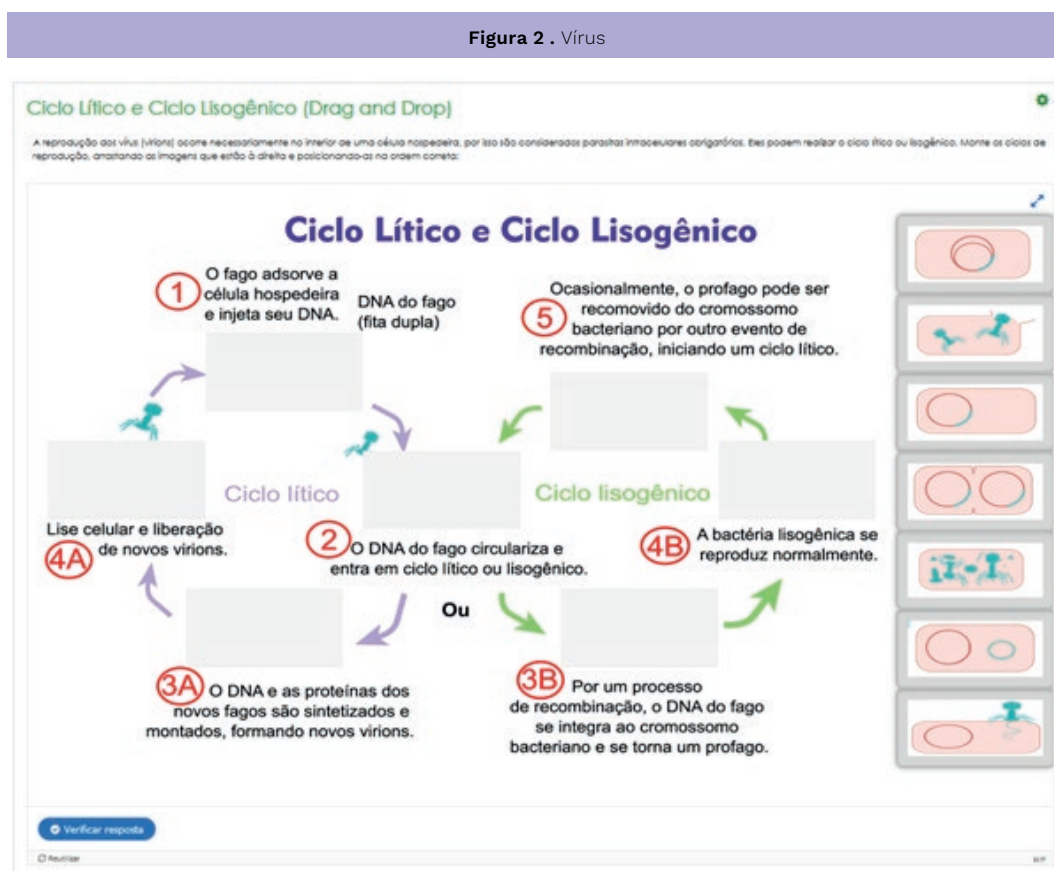 Figura 2 . Vírus
Ciclo Lítico e Ciclo Lisogênico (Drag and Drop)
A reprodução dos vírus (virions) ocorre necessariamente no interior de uma célula hospedeira, por isso são considerados parasitas intracelulares obrigatórios. Eles podem realizar o ciclo lítico ou lisogênico. Monte os ciclos de
reprodução, arrastando as imagens que estão à direita e posicionando-as na ordem correta:
Ciclo Lítico e Ciclo Lisogênico
1
O fago adsorve a
célula hospedeira
e injeta seu DNA.
DNA do fago
(fita dupla)
5
Ocasionalmente, o profago pode ser
recomovido do cromossomo
bacteriano por outro evento de
recombinação, iniciando um ciclo lítico.
Ciclo lítico
Ciclo lisogênico
Lise celular e liberação
4A de novos virions.
2
O DNA do fago circulariza e
entra em ciclo lítico ou lisogênico.
4B
A bactéria lisogênica se
reproduz normalmente.
Ou
3A O DNA e as proteínas dos
novos fagos são sintetizados e
montados, formando novos virions.
3B Por um processo
de recombinação, o DNA do fago
se integra ao cromossomo
bacteriano e se torna um profago.
Verificar resposta
Reutilizar